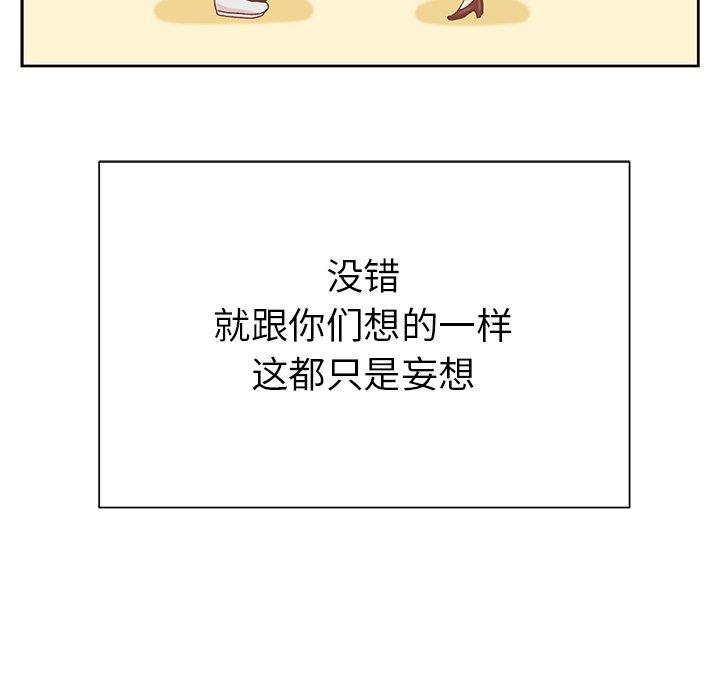 没错
就跟你们想的一样
这都只是妄想